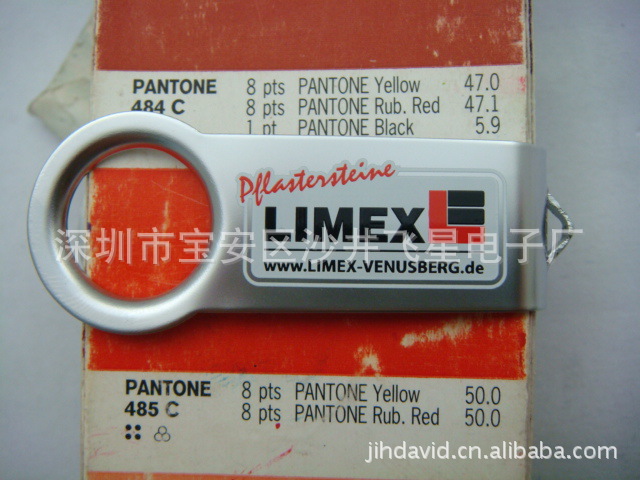 PANTONE 8 pts PANTONE Yellow 47.0
484 C 8 pts PANTONE Rub. Red 47.1
1 pt PANTONE Black 5.9
Pflastersteine
LIMEX
www.LIMEX-VENUSBERG.de
深圳市宝安区沙井飞星电子厂
PANTONE 8 pts PANTONE Yellow 50.0
485 C 8 pts PANTONE Rub. Red 50.0
jihdavid.cn.alibaba.com